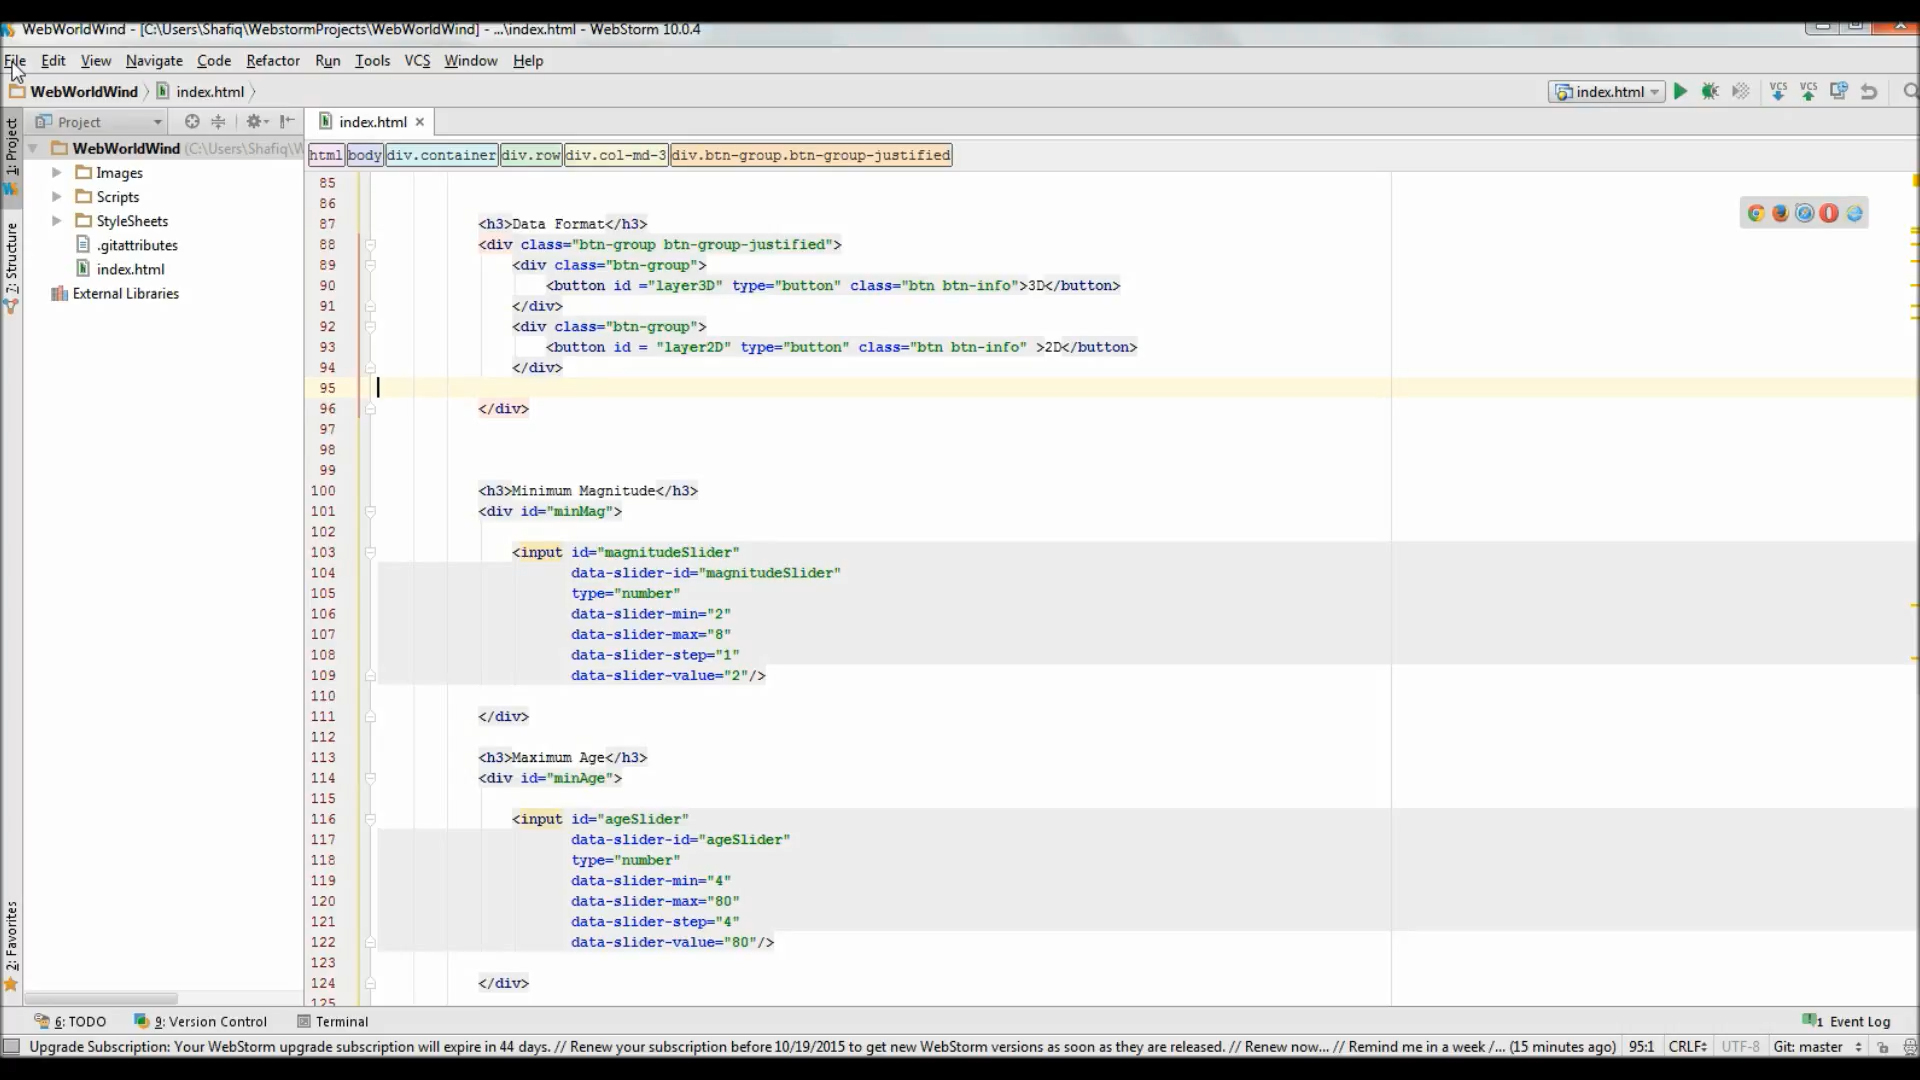 WebWorldWind - [C:\Users\Shafiq\WebstormProjects\WebWorldWind] - ...\index.html - WebStorm 10.0.4
File Edit View Navigate Code Refactor Run Tools VCS Window Help
WebWorldWind index.html
index.html VCS VCS
1: Project
7: Structure
2: Favorites
Project
WebWorldWind (C:\Users\Shafiq\W
Images
Scripts
StyleSheets
.gitattributes
index.html
External Libraries
index.html
html body div.container div.row div.col-md-3 div.btn-group.btn-group-justified
85
86
87 <h3>Data Format</h3>
88 <div class="btn-group btn-group-justified">
89 <div class="btn-group">
90 <button id ="layer3D" type="button" class="btn btn-info">3D</button>
91 </div>
92 <div class="btn-group">
93 <button id = "layer2D" type="button" class="btn btn-info" >2D</button>
94 </div>
95
96 </div>
97
98
99
100 <h3>Minimum Magnitude</h3>
101 <div id="minMag">
102
103 <input id="magnitudeSlider"
104 data-slider-id="magnitudeSlider"
105 type="number"
106 data-slider-min="2"
107 data-slider-max="8"
108 data-slider-step="1"
109 data-slider-value="2"/>
110
111 </div>
112
113 <h3>Maximum Age</h3>
114 <div id="minAge">
115
116 <input id="ageSlider"
117 data-slider-id="ageSlider"
118 type="number"
119 data-slider-min="4"
120 data-slider-max="80"
121 data-slider-step="4"
122 data-slider-value="80"/>
123
124 </div>
125
6: TODO 9: Version Control Terminal 1 Event Log
Upgrade Subscription: Your WebStorm upgrade subscription will expire in 44 days. // Renew your subscription before 10/19/2015 to get new WebStorm versions as soon as they are released. // Renew now... // Remind me in a week /... (15 minutes ago) 95:1 CRLF UTF-8 Git: master